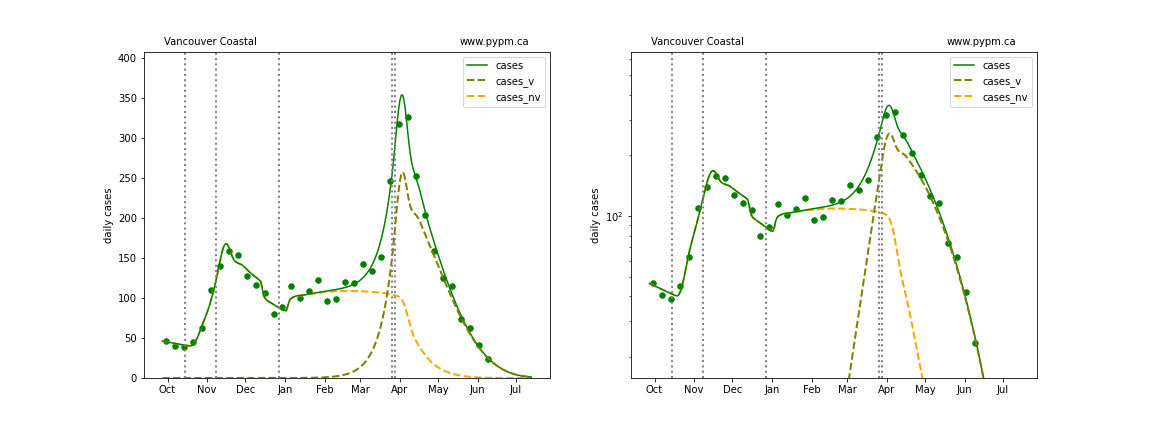 Vancouver Coastal www.pypm.ca
daily cases
400
350
300
250
200
150
100
50
0
cases
cases_v
cases_nv
Oct Nov Dec Jan Feb Mar Apr May Jun Jul
Vancouver Coastal www.pypm.ca
daily cases
10²
cases
cases_v
cases_nv
Oct Nov Dec Jan Feb Mar Apr May Jun Jul